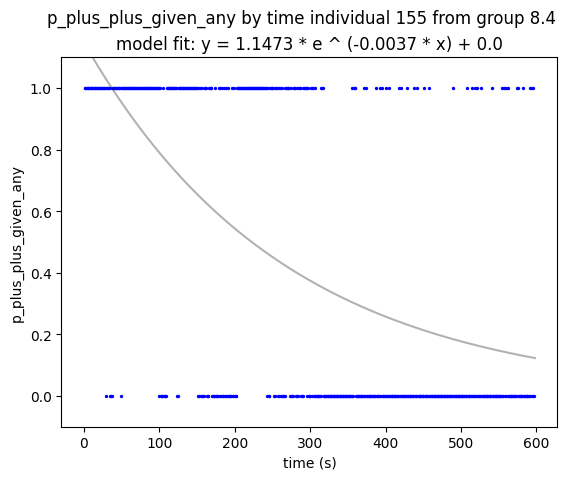 p_plus_plus_given_any by time individual 155 from group 8.4
model fit: y = 1.1473 * e ^ (-0.0037 * x) + 0.0
1.0
0.8
0.6
0.4
0.2
0.0
p_plus_plus_given_any
0 100 200 300 400 500 600
time (s)